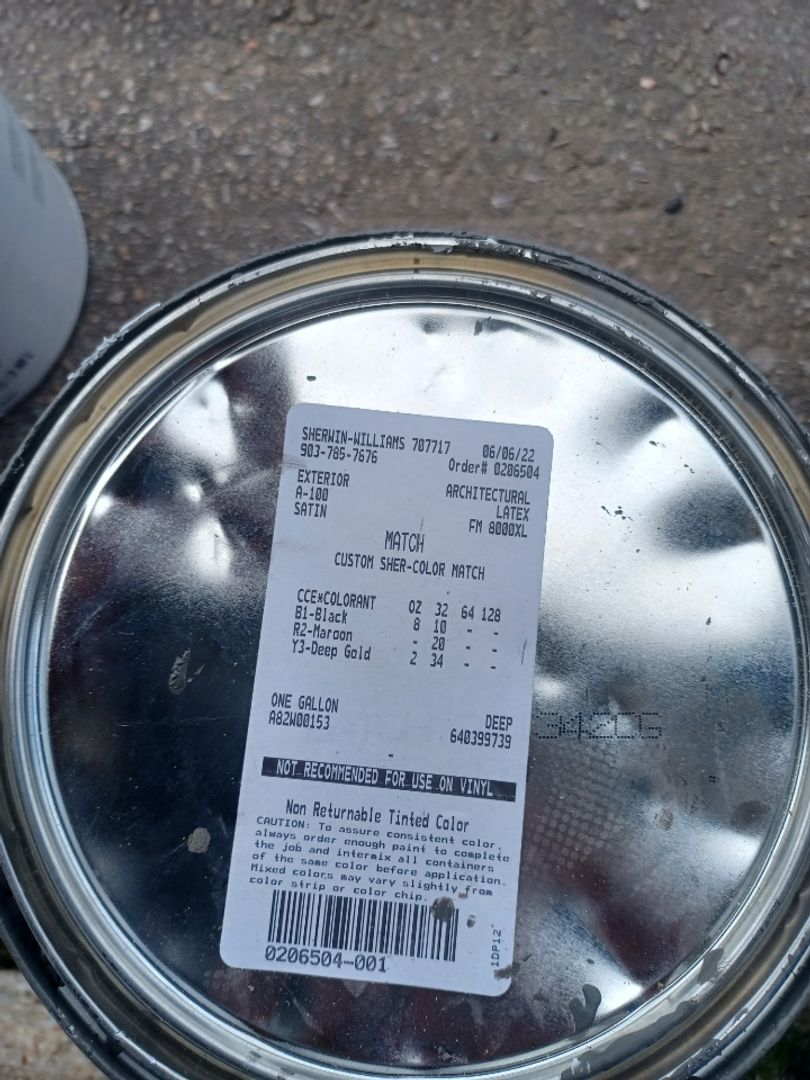 SHERWIN-WILLIAMS 707717 06/06/22
903-785-7676 Order# 0206504
EXTERIOR ARCHITECTURAL
A-100 LATEX
SATIN FM 8000XL
MATCH
CUSTOM SHER-COLOR MATCH
CCE*COLORANT OZ 32 64 128
B1-Black 8 10 - -
R2-Maroon - 20 - -
Y3-Deep Gold 2 34 - -
ONE GALLON DEEP
A82W00153 640399739
NOT RECOMMENDED FOR USE ON VINYL
Non Returnable Tinted Color
CAUTION: To assure consistent color,
always order enough paint to complete
the job and intermix all containers
of the same color before application.
Mixed colors may vary slightly from
color strip or color chip.
0206504-001
1DP12*
342CG